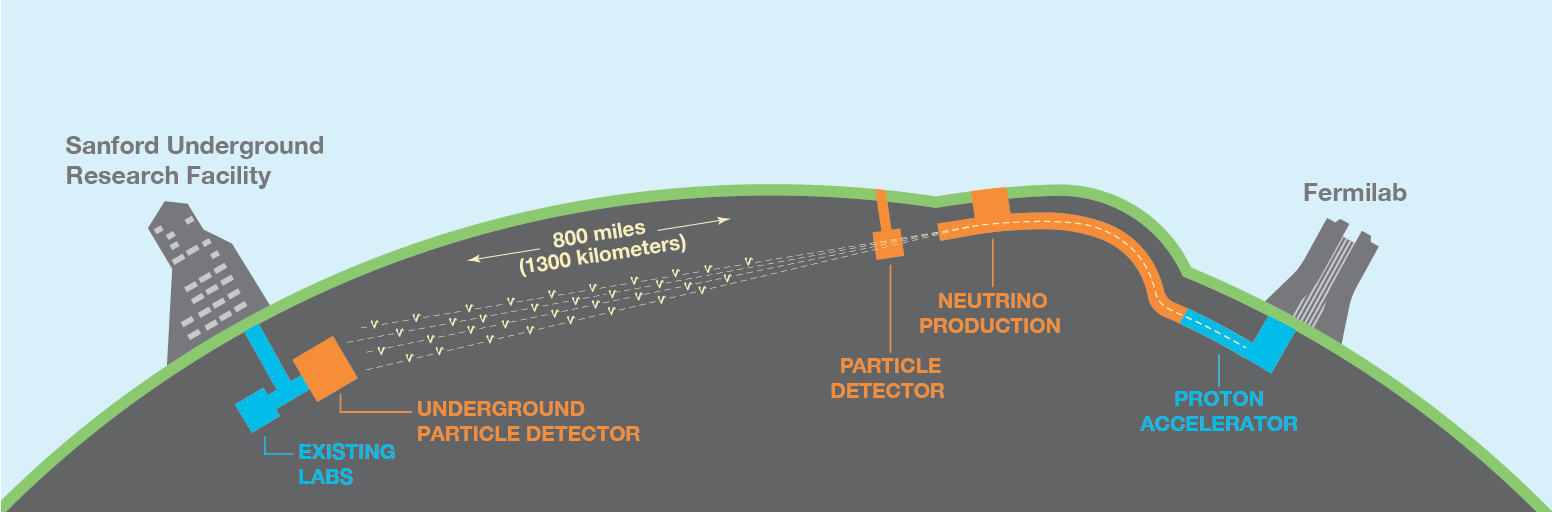 Sanford Underground
Research Facility
Fermilab
800 miles
(1300 kilometers)
NEUTRINO
PRODUCTION
PARTICLE
DETECTOR
PROTON
ACCELERATOR
UNDERGROUND
PARTICLE DETECTOR
EXISTING
LABS